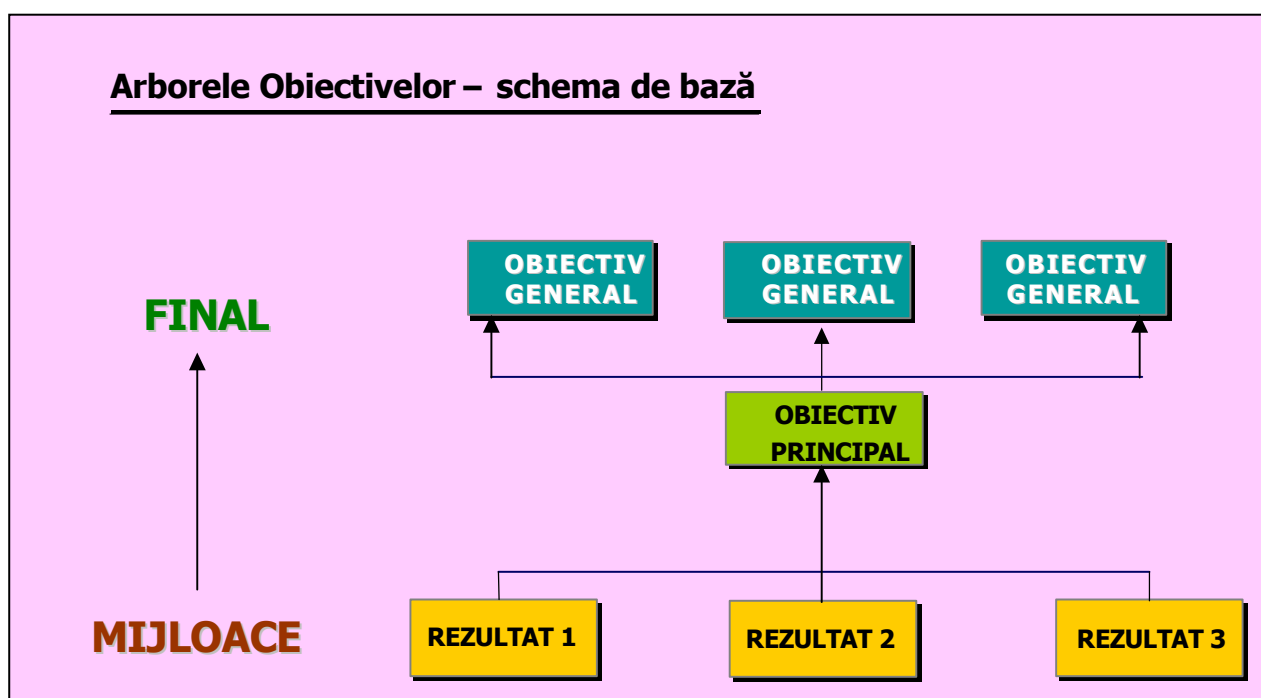 Arborele Obiectivelor – schema de bază
OBIECTIV
GENERAL
OBIECTIV
GENERAL
OBIECTIV
GENERAL
FINAL
OBIECTIV
PRINCIPAL
MIJLOACE
REZULTAT 1
REZULTAT 2
REZULTAT 3